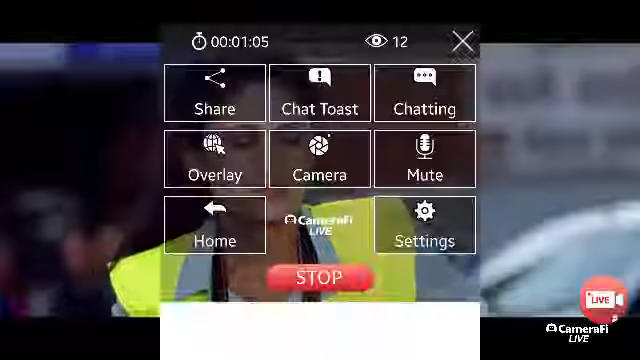 00:01:05
12
Share
Chat Toast
Chatting
Overlay
Camera
Mute
Home
CameraFi
LIVE
Settings
STOP
LIVE
CameraFi
LIVE